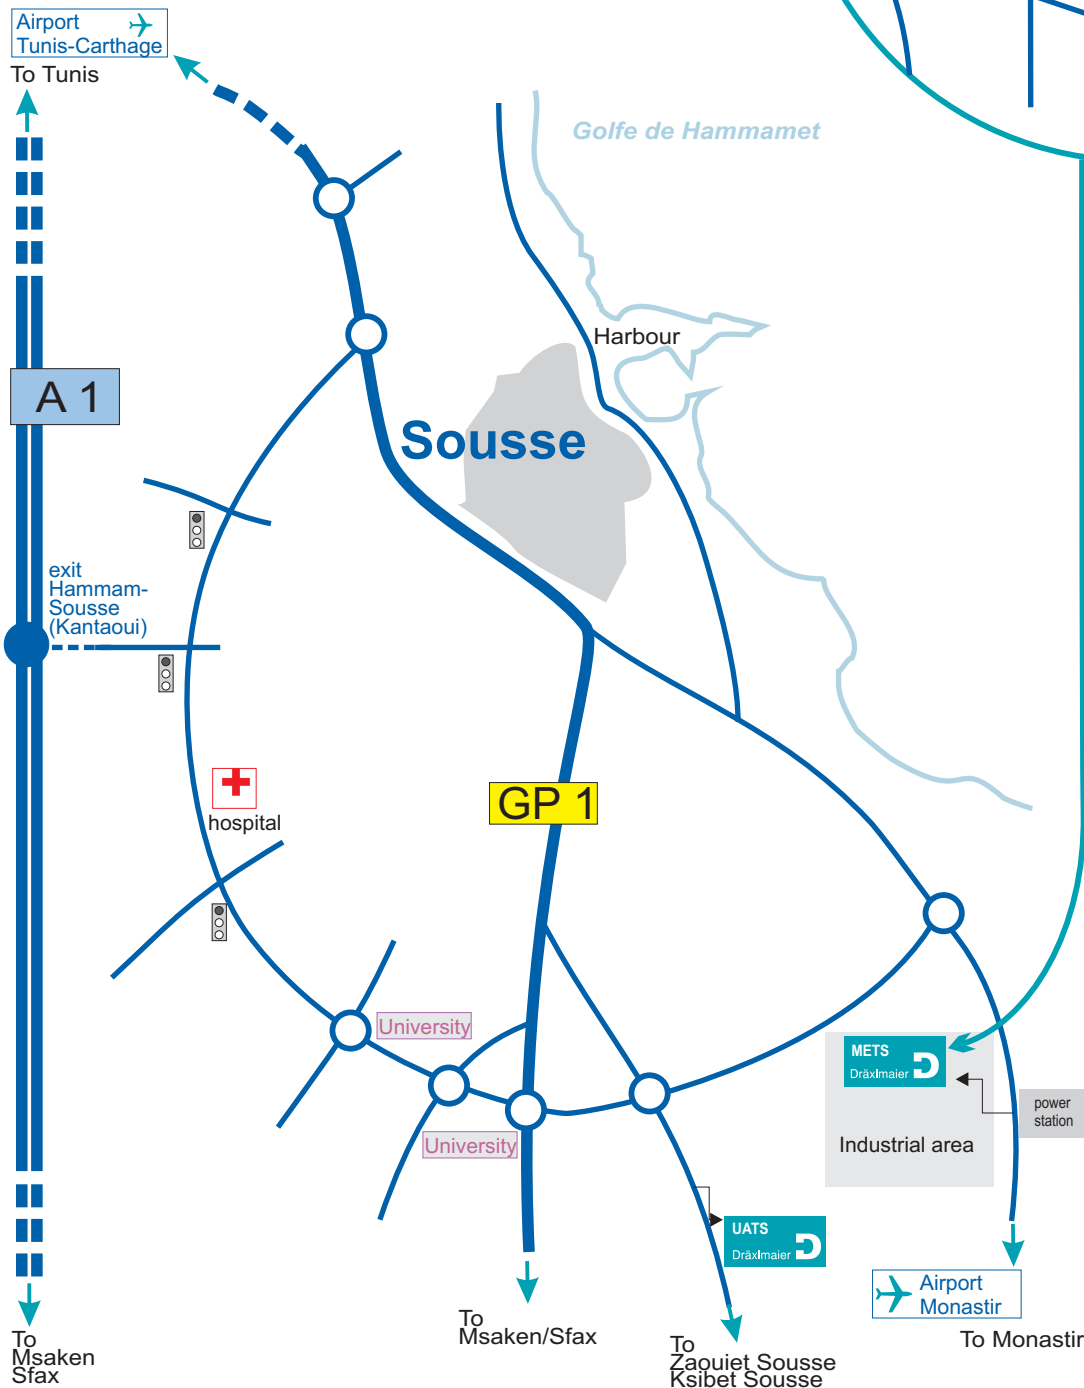 Airport
Tunis-Carthage
To Tunis
Golfe de Hammamet
Harbour
A 1
Sousse
exit
Hammam-
Sousse
(Kantaoui)
hospital
GP 1
University
University
METS
Dräxlmaier
power
station
Industrial area
UATS
Dräxlmaier
Airport
Monastir
To Monastir
To
Msaken/Sfax
To
Zaouiet Sousse
Ksibet Sousse
To
Msaken
Sfax